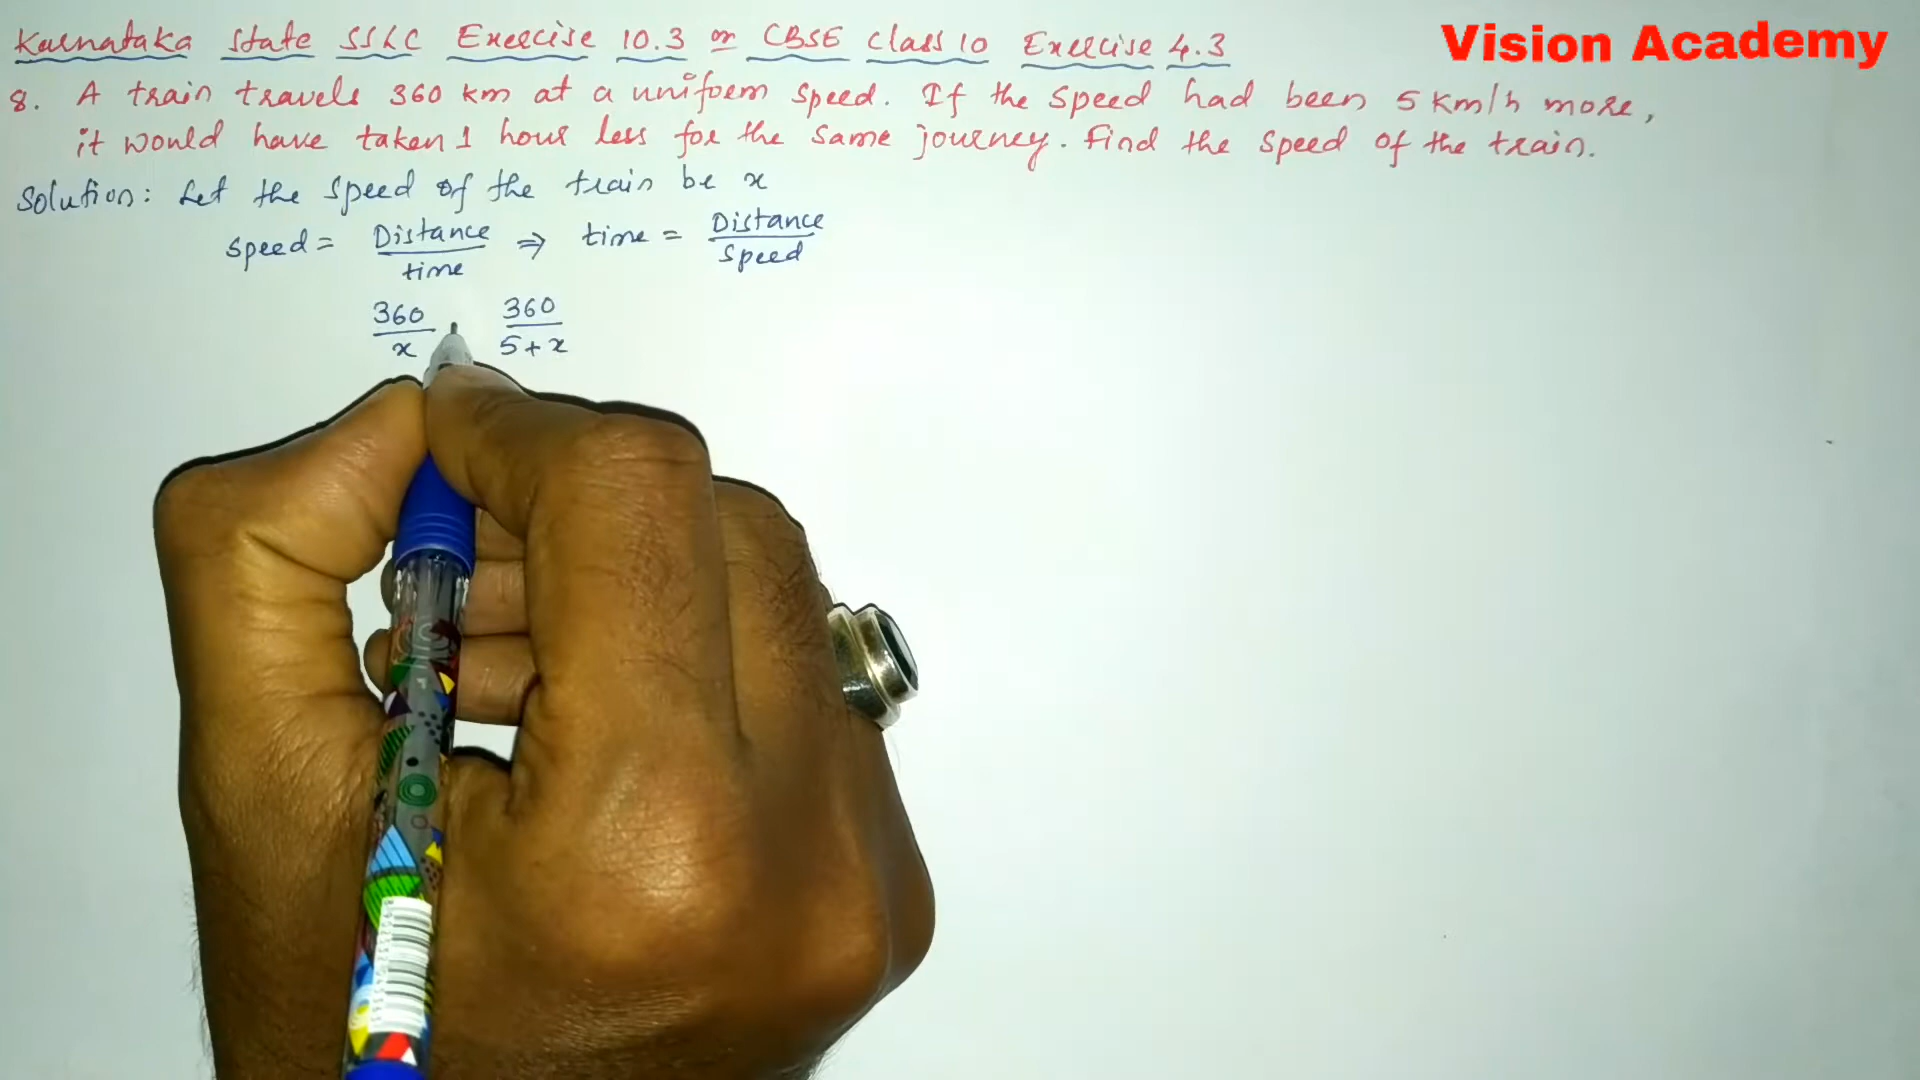 Karnataka State SSLC Exercise 10.3 or CBSE Class 10 Exercise 4.3
Vision Academy
8. A train travels 360 km at a uniform speed. If the speed had been 5 km/h more,
it would have taken 1 hour less for the same journey. Find the speed of the train.
Solution: Let the speed of the train be x
speed = Distance/time ⇒ time = Distance/Speed
360/x 360/5+x